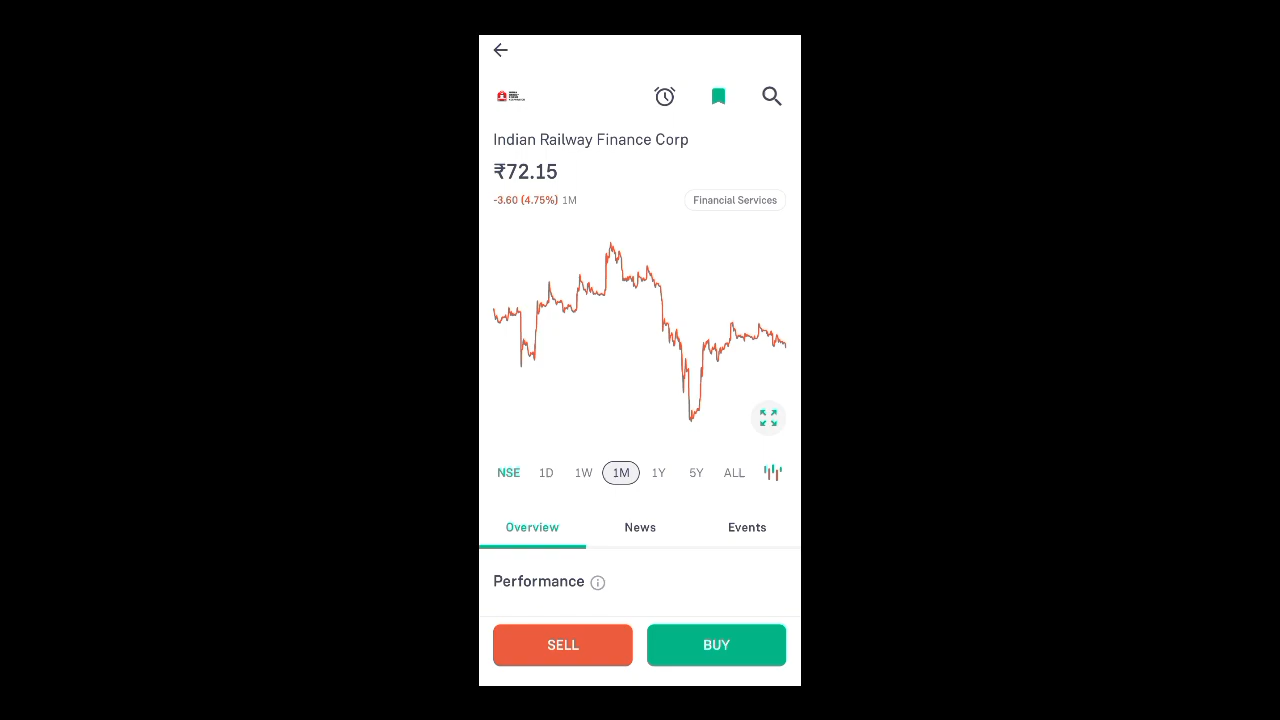 Indian Railway Finance Corp
₹72.15
-3.60 (4.75%) 1M
Financial Services
NSE 1D 1W 1M 1Y 5Y ALL
Overview News Events
Performance
SELL BUY